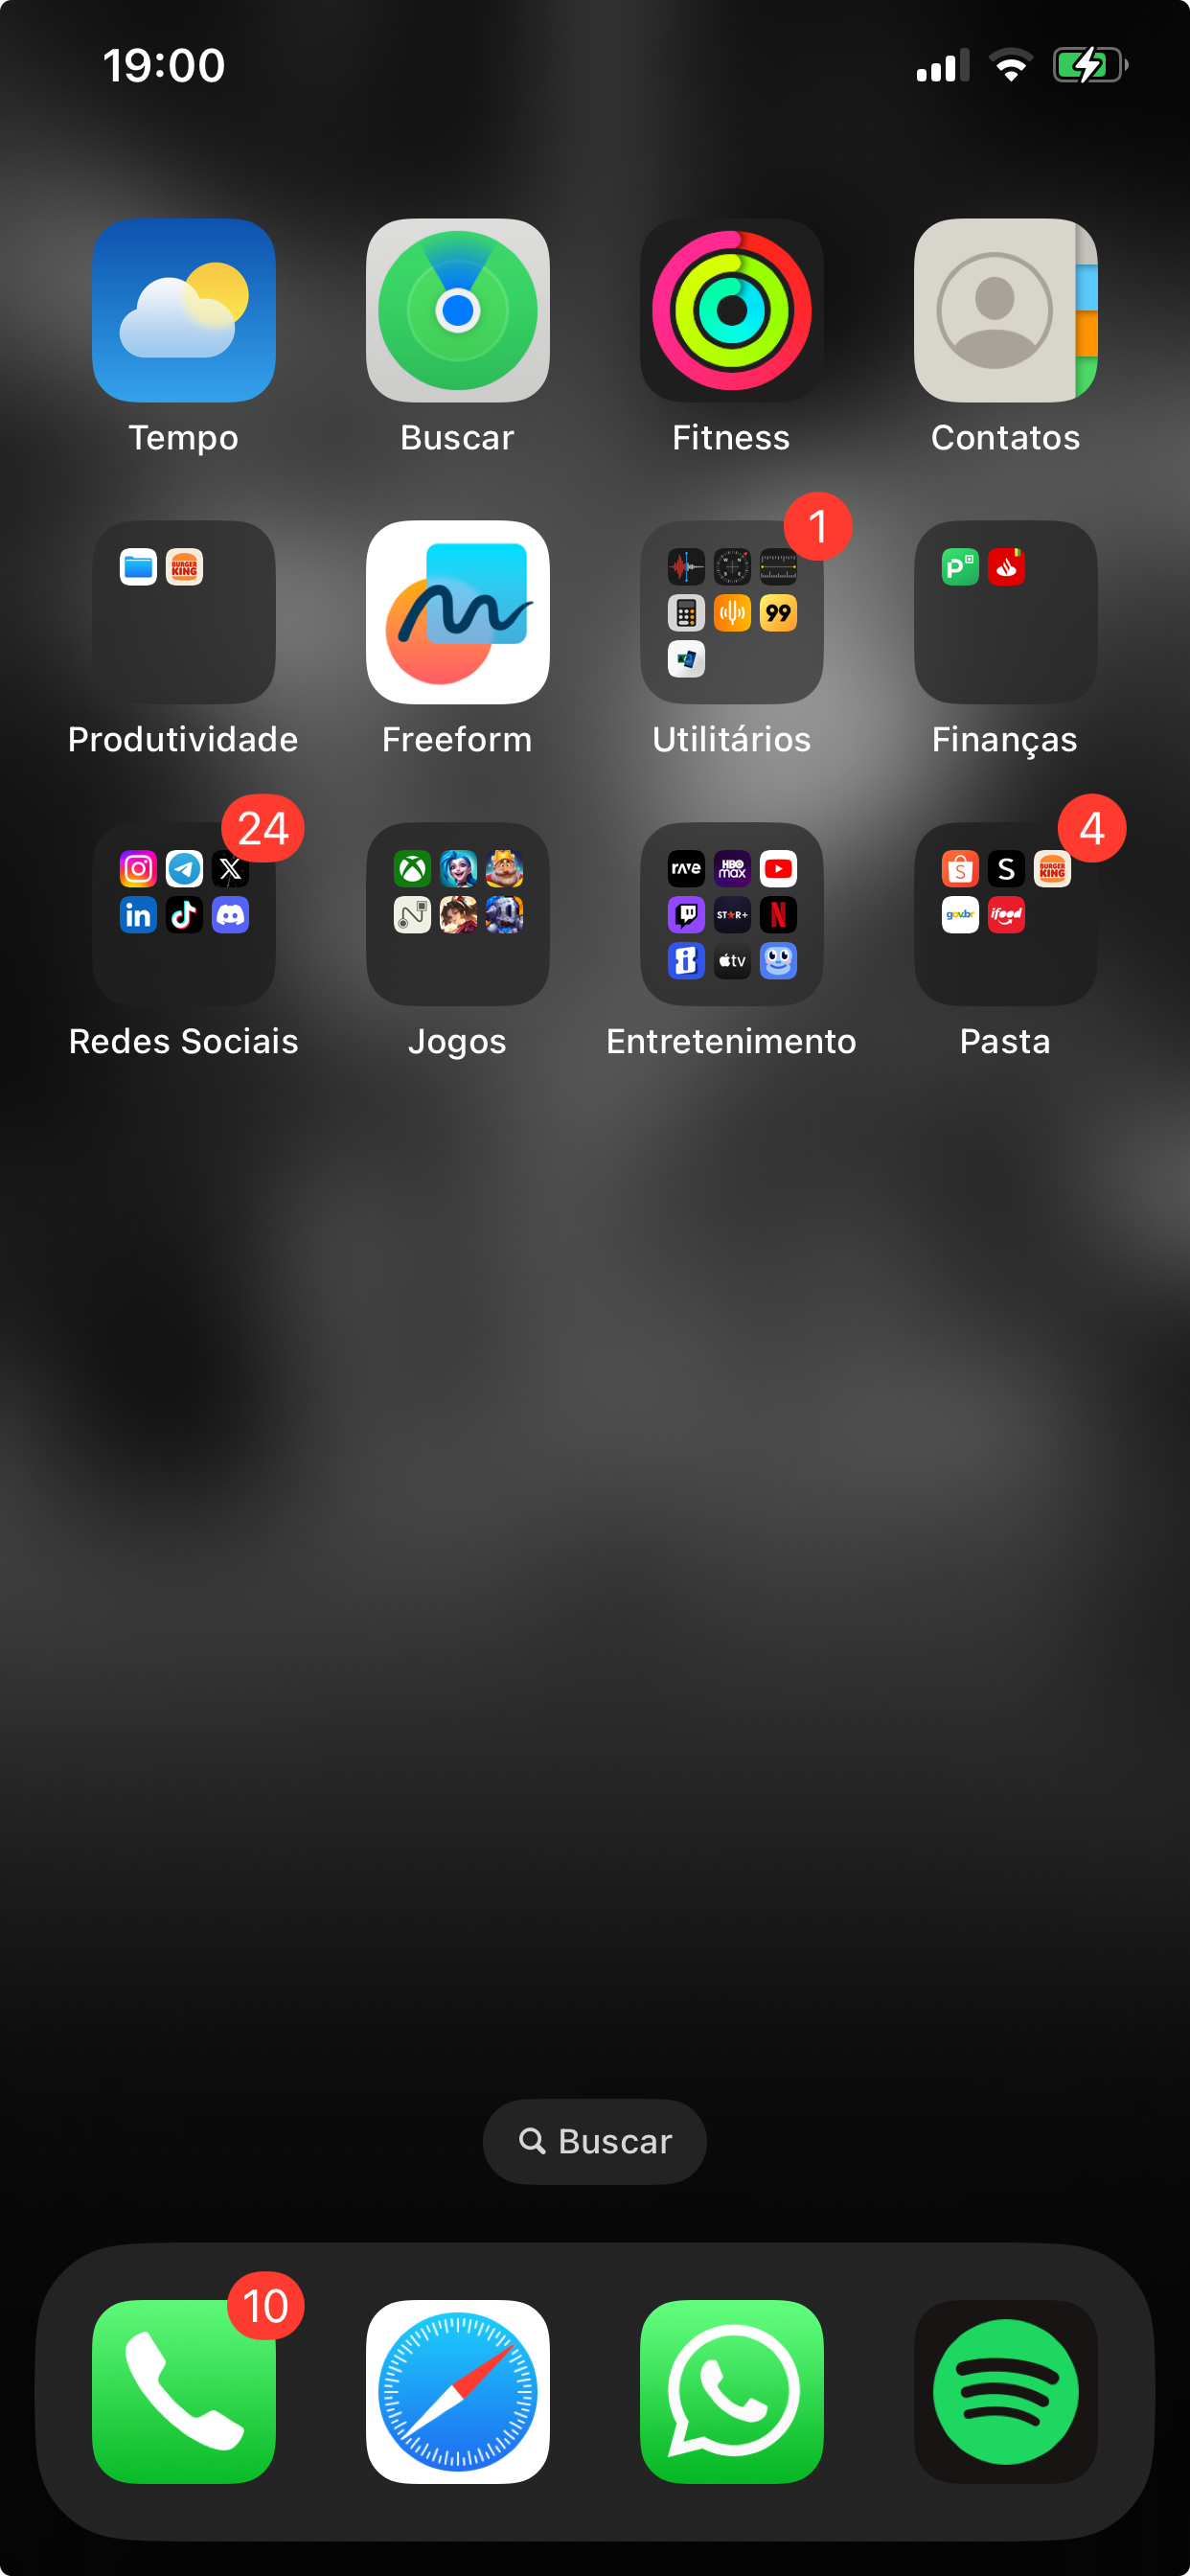 19:00
Tempo
Buscar
Fitness
Contatos
BURGER KING
1
99
Produtividade
Freeform
Utilitários
Finanças
24
4
in
rave
HBO max
STAR+
N
tv
S
S
BURGER KING
gov.br
ifood
Redes Sociais
Jogos
Entretenimento
Pasta
Buscar
10